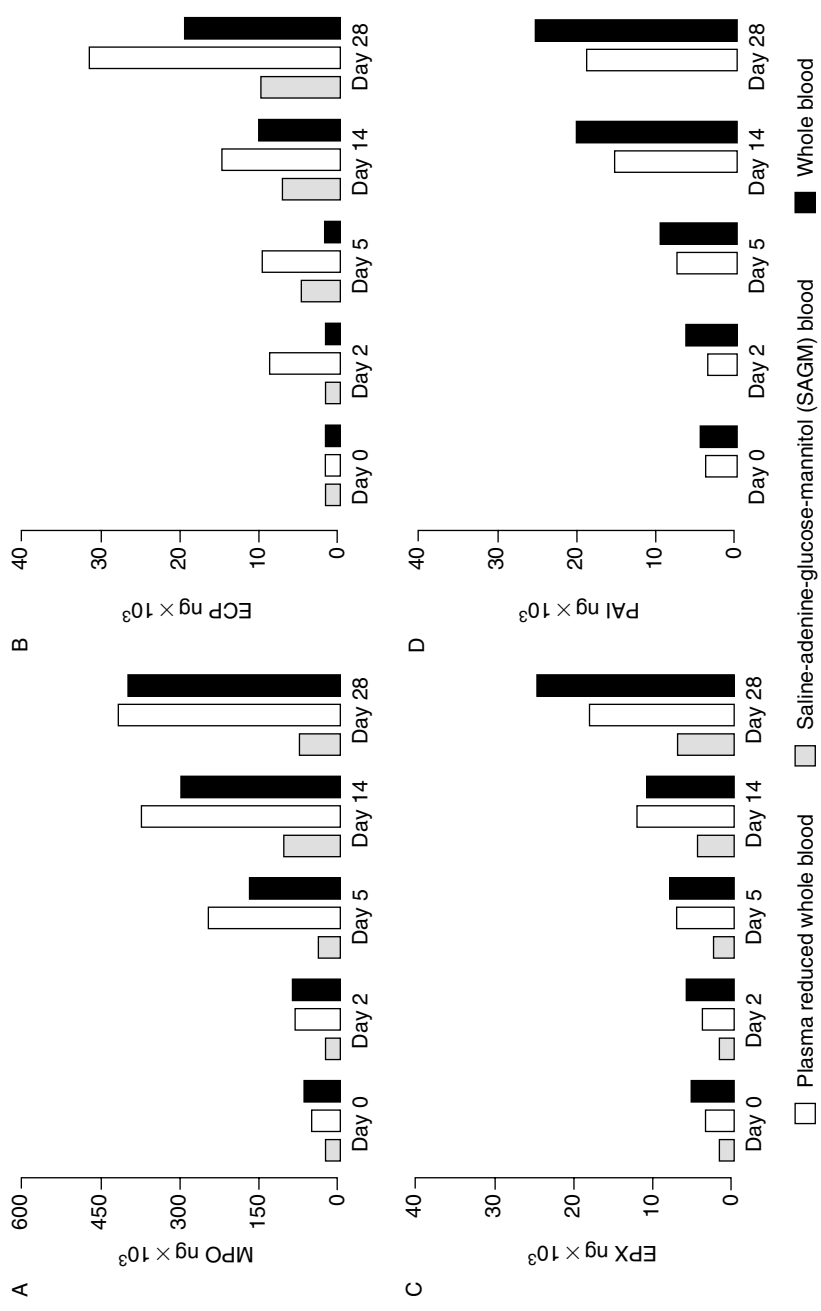 A
MPO ng × 10³
600
450
300
150
0
Day 0
Day 2
Day 5
Day 14
Day 28
B
ECP ng × 10³
40
30
20
10
0
Day 0
Day 2
Day 5
Day 14
Day 28
C
EPX ng × 10³
40
30
20
10
0
Day 0
Day 2
Day 5
Day 14
Day 28
D
PAI ng × 10³
40
30
20
10
0
Day 0
Day 2
Day 5
Day 14
Day 28
Plasma reduced whole blood
Saline-adenine-glucose-mannitol (SAGM) blood
Whole blood